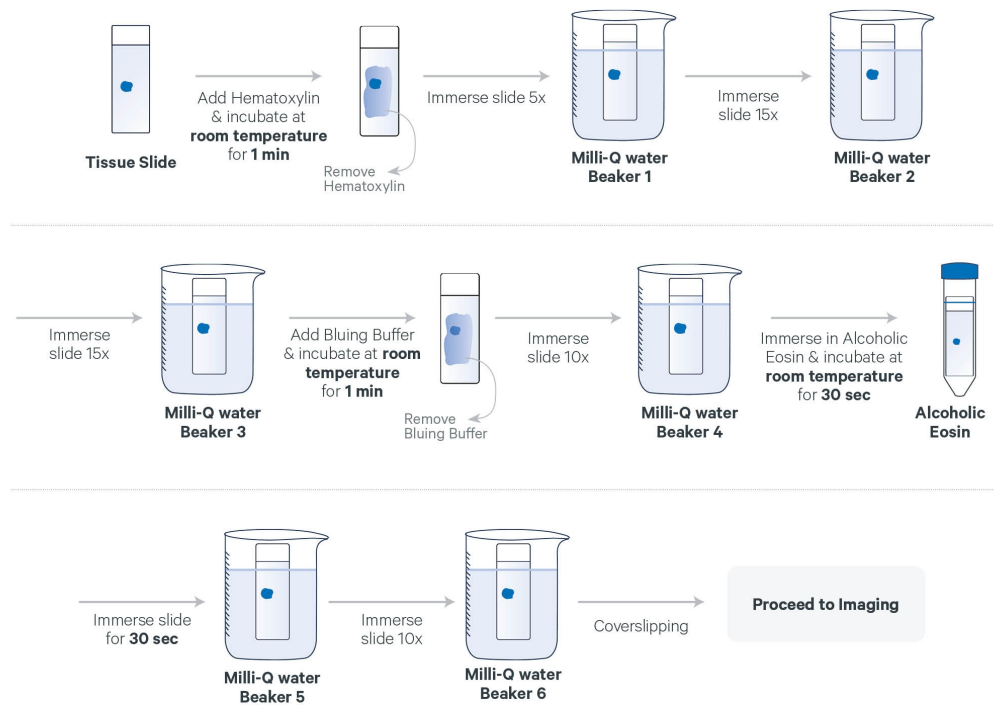 Tissue Slide
Add Hematoxylin
& incubate at
room temperature
for 1 min
Remove
Hematoxylin
Immerse slide 5x
Milli-Q water
Beaker 1
Immerse
slide 15x
Milli-Q water
Beaker 2
Immerse
slide 15x
Milli-Q water
Beaker 3
Add Bluing Buffer
& incubate at room
temperature
for 1 min
Remove
Bluing Buffer
Immerse
slide 10x
Milli-Q water
Beaker 4
Immerse in Alcoholic
Eosin & incubate at
room temperature
for 30 sec
Alcoholic
Eosin
Immerse slide
for 30 sec
Milli-Q water
Beaker 5
Immerse
slide 10x
Milli-Q water
Beaker 6
Coverslipping
Proceed to Imaging